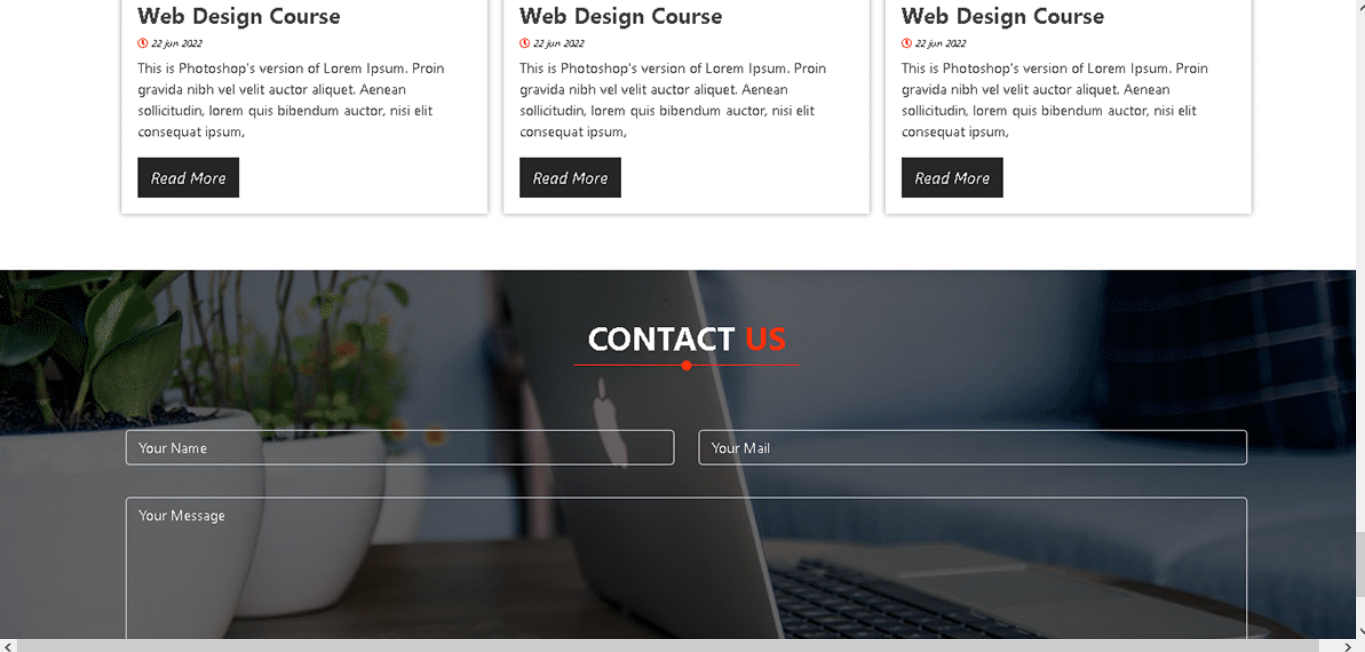 Web Design Course
22 jun 2022
This is Photoshop's version of Lorem Ipsum. Proin
gravida nibh vel velit auctor aliquet. Aenean
sollicitudin, lorem quis bibendum auctor, nisi elit
consequat ipsum,
Read More
Web Design Course
22 jun 2022
This is Photoshop's version of Lorem Ipsum. Proin
gravida nibh vel velit auctor aliquet. Aenean
sollicitudin, lorem quis bibendum auctor, nisi elit
consequat ipsum,
Read More
Web Design Course
22 jun 2022
This is Photoshop's version of Lorem Ipsum. Proin
gravida nibh vel velit auctor aliquet. Aenean
sollicitudin, lorem quis bibendum auctor, nisi elit
consequat ipsum,
Read More
CONTACT US
Your Name
Your Mail
Your Message